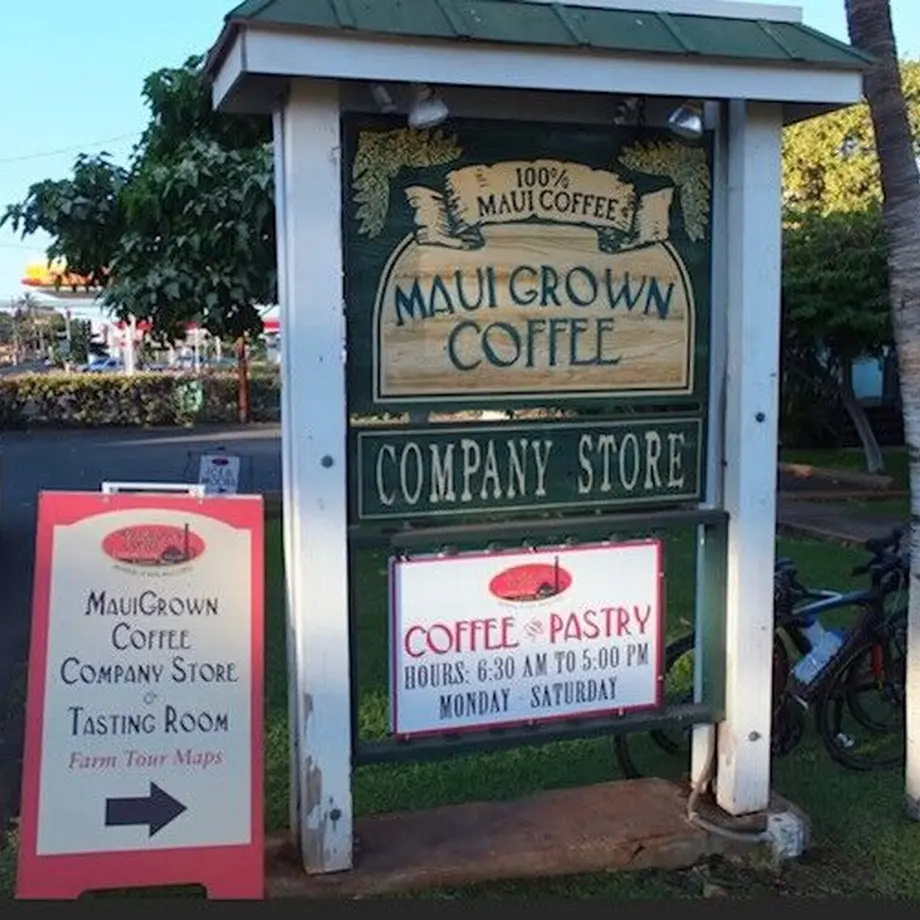 100%
MAUI COFFEE
MAUI GROWN
COFFEE
COMPANY STORE
COFFEE and PASTRY
HOURS: 6:30 AM TO 5:00 PM
MONDAY - SATURDAY
MAUIGROWN
COFFEE
COMPANY STORE
&
TASTING ROOM
Farm Tour Maps